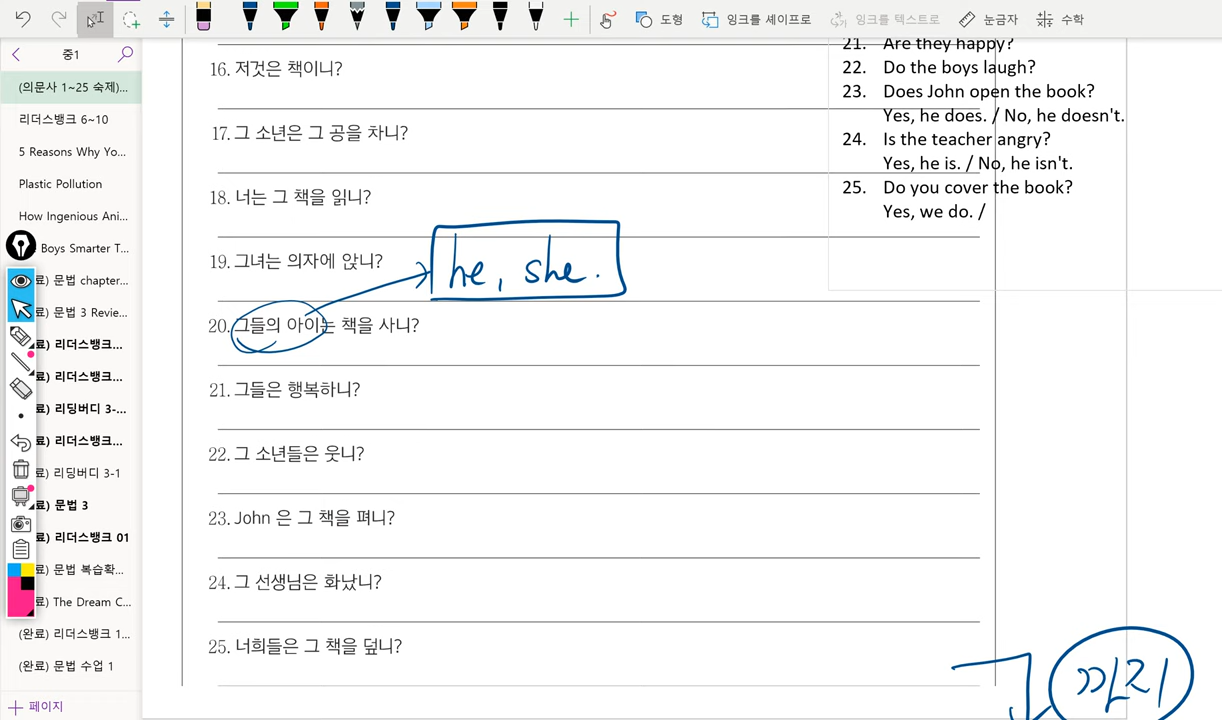 도형
잉크를 셰이프로
잉크를 텍스트로
눈금자
수학
중1
(의문사 1~25 숙제)...
리더스뱅크 6~10
5 Reasons Why Yo...
Plastic Pollution
How Ingenious Ani...
Boys Smarter T...
료) 문법 chapter...
료) 문법 3 Revie...
료) 리더스뱅크...
료) 리더스뱅크...
료) 리딩버디 3-...
료) 리더스뱅크...
료) 리딩버디 3-1
료) 문법 3
료) 리더스뱅크 01
료) 문법 복습확...
료) The Dream C...
(완료) 리더스뱅크 1...
(완료) 문법 수업 1
페이지
16. 저것은 책이니?
17. 그 소년은 그 공을 차니?
18. 너는 그 책을 읽니?
19. 그녀는 의자에 앉니?
he, she.
20. 그들의 아이는 책을 사니?
21. 그들은 행복하니?
22. 그 소년들은 웃니?
23. John 은 그 책을 펴니?
24. 그 선생님은 화났니?
25. 너희들은 그 책을 덮니?
21. Are they happy?
22. Do the boys laugh?
23. Does John open the book?
Yes, he does. / No, he doesn't.
24. Is the teacher angry?
Yes, he is. / No, he isn't.
25. Do you cover the book?
Yes, we do. /
까지